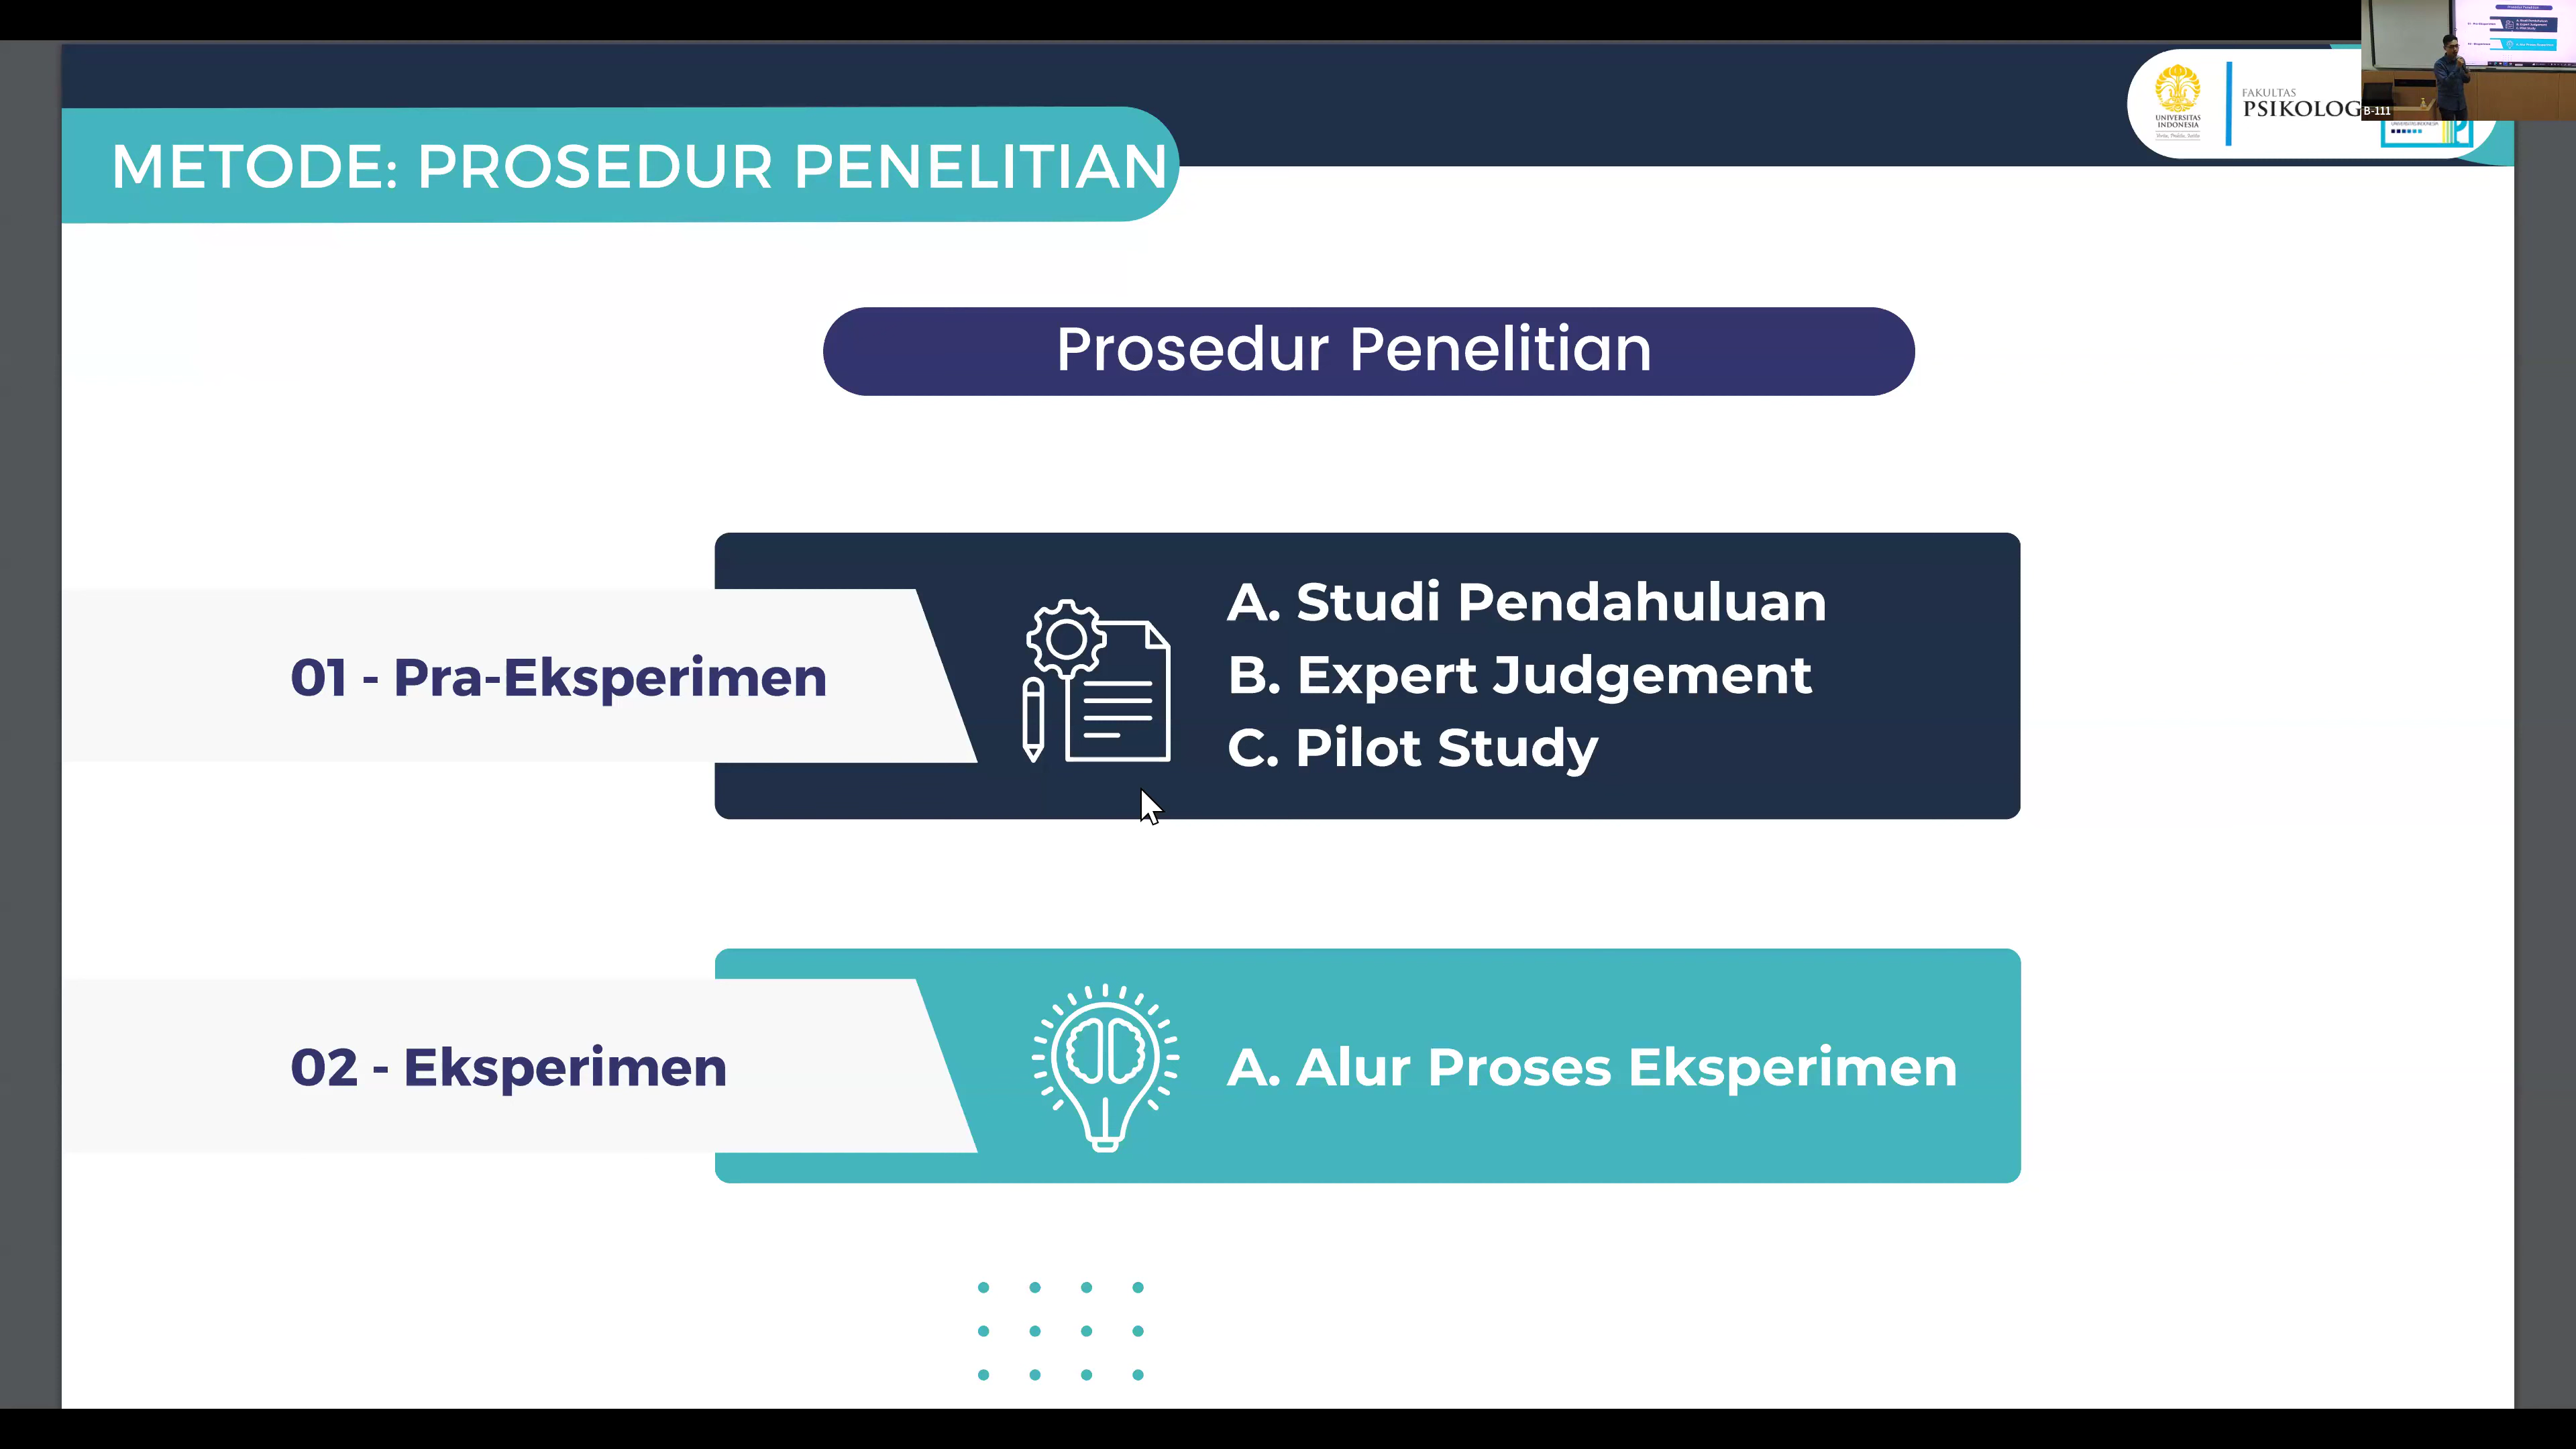 METODE: PROSEDUR PENELITIAN
UNIVERSITAS
INDONESIA
FAKULTAS
PSIKOLOG
B-111
Prosedur Penelitian
01 - Pra-Eksperimen
A. Studi Pendahuluan
B. Expert Judgement
C. Pilot Study
02 - Eksperimen
A. Alur Proses Eksperimen